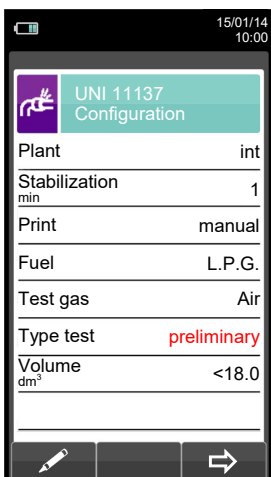 15/01/14
10:00
UNI 11137
Configuration
Plant int
Stabilization
min 1
Print manual
Fuel L.P.G.
Test gas Air
Type test preliminary
Volume
dm³ <18.0